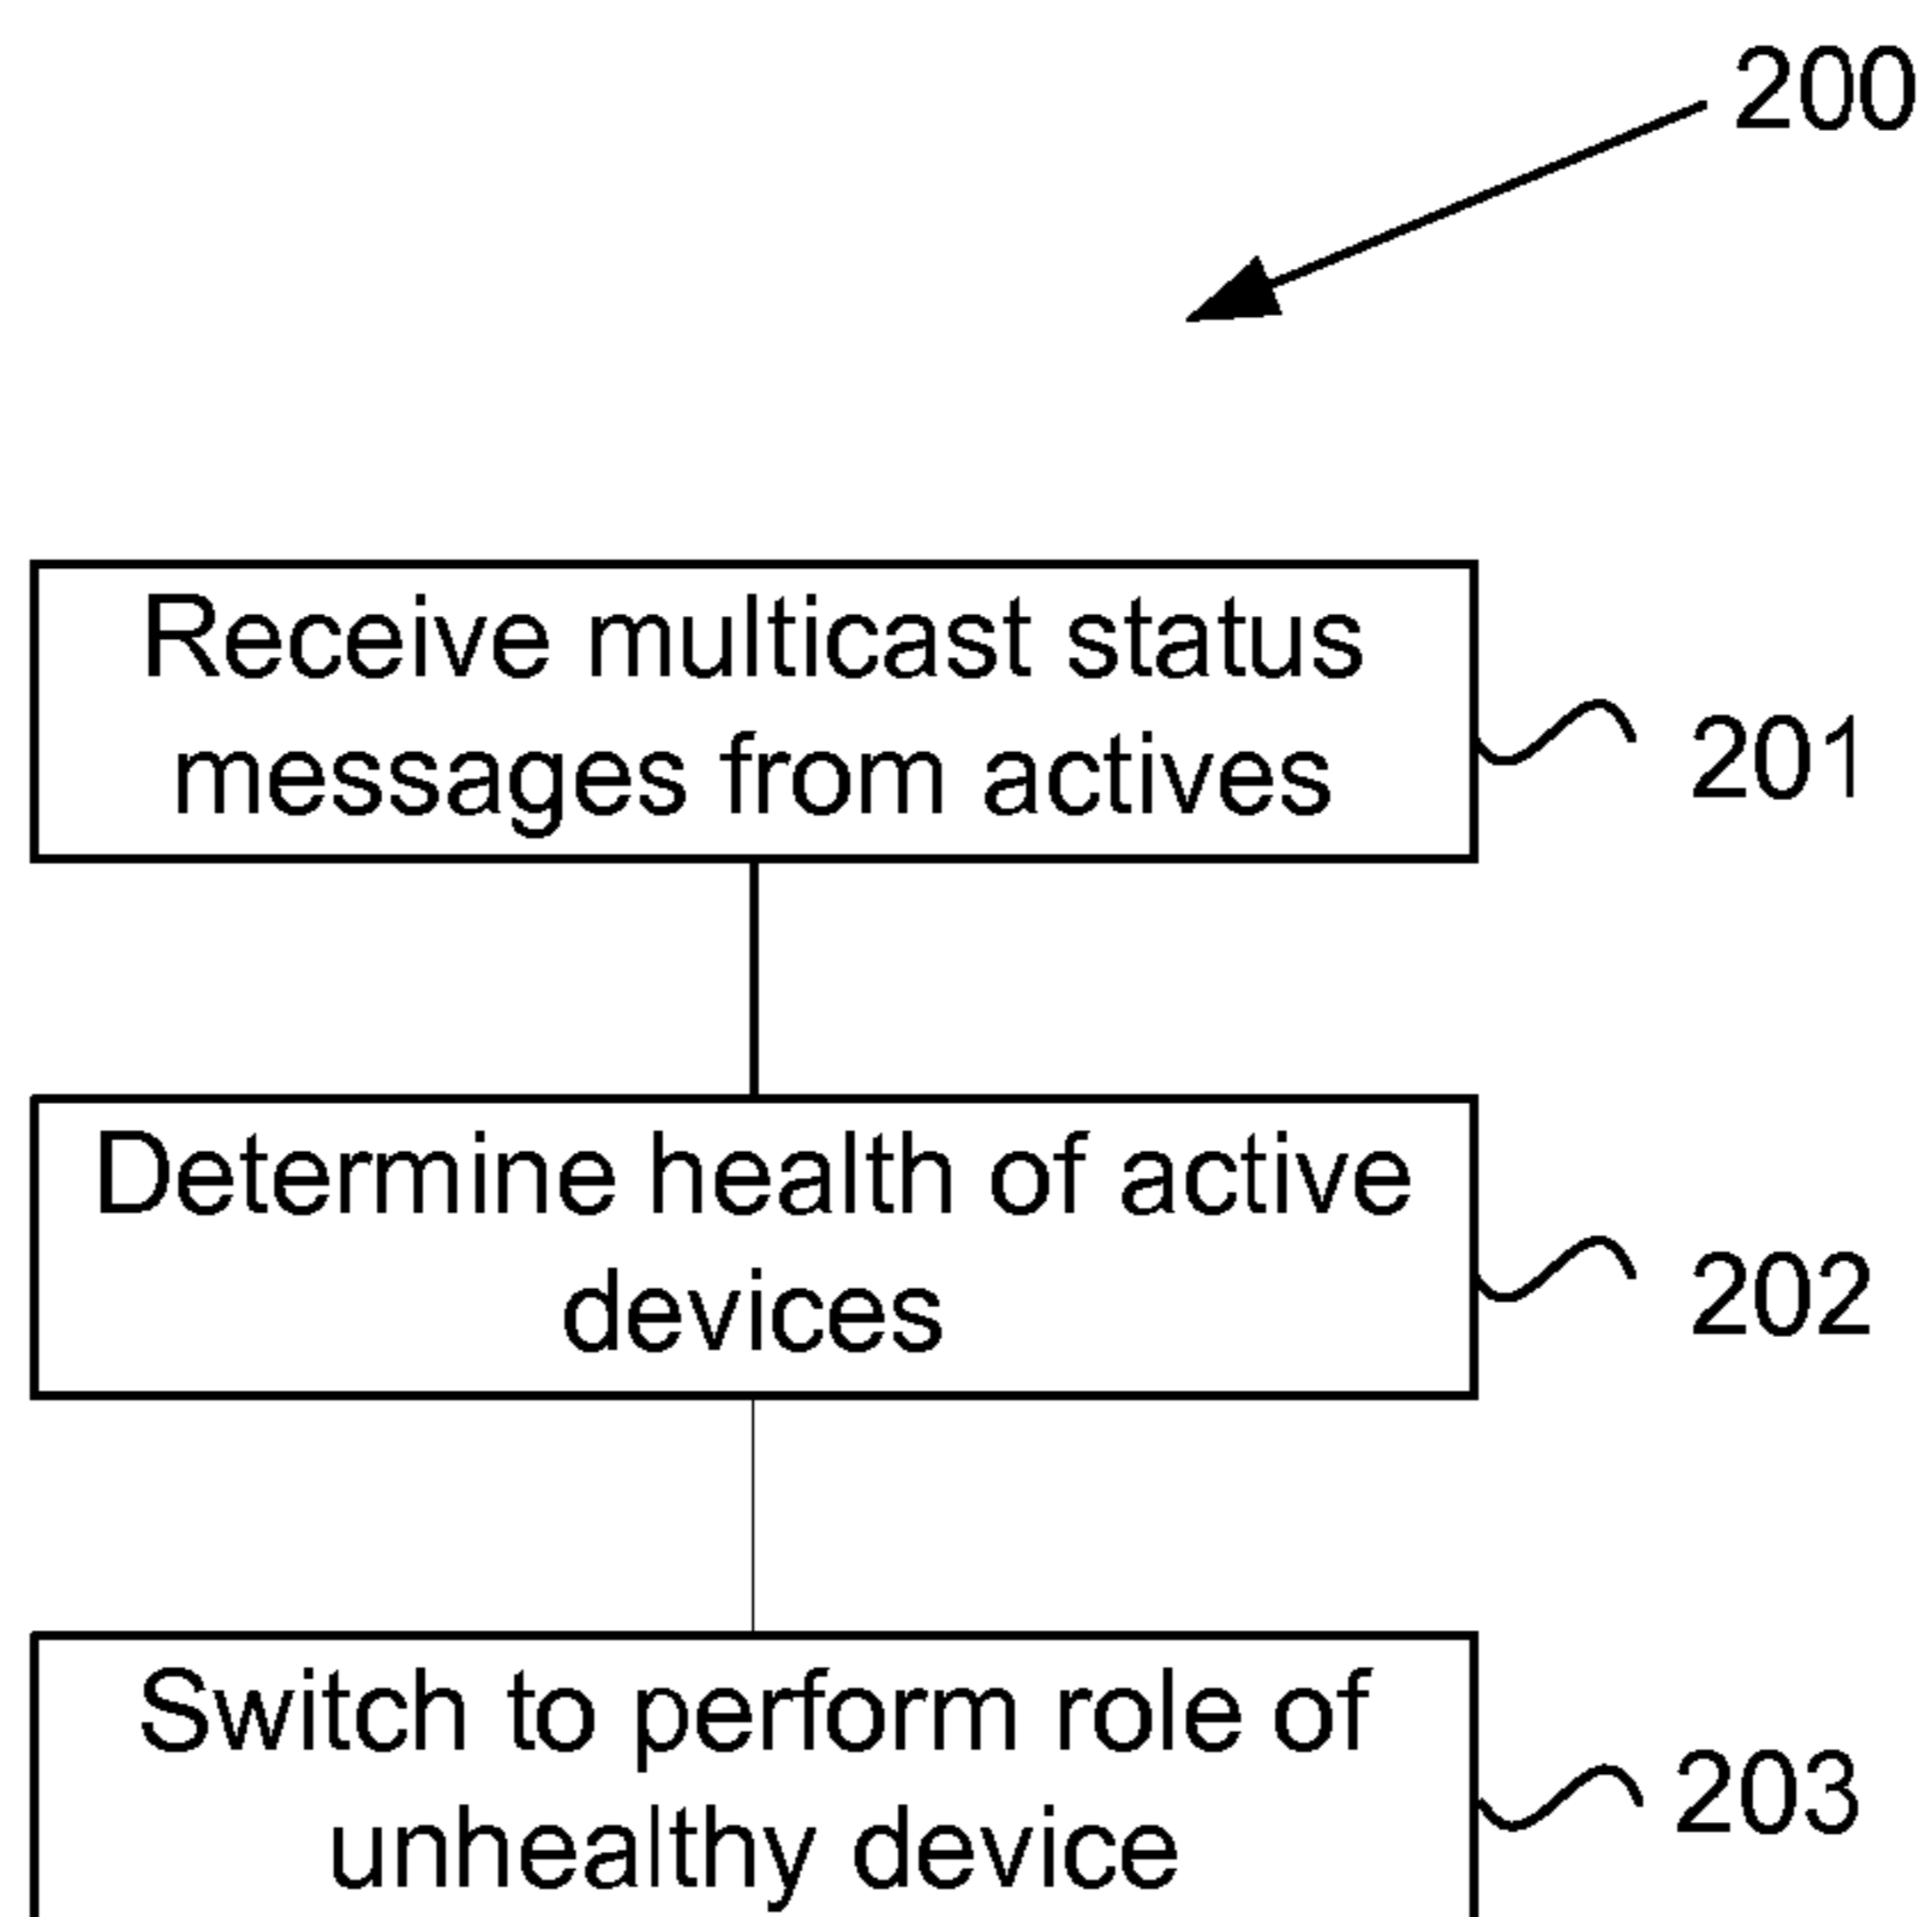 200
Receive multicast status
messages from actives
201
Determine health of active
devices
202
Switch to perform role of
unhealthy device
203